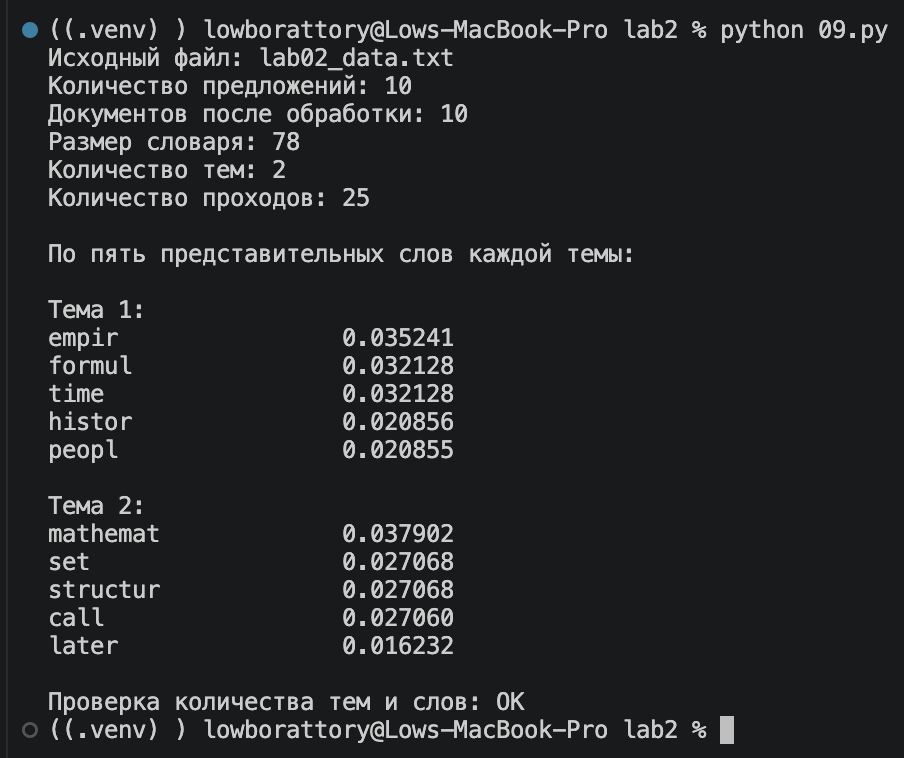 ((.venv) ) lowborattory@Lows-MacBook-Pro lab2 % python 09.py
Исходный файл: lab02_data.txt
Количество предложений: 10
Документов после обработки: 10
Размер словаря: 78
Количество тем: 2
Количество проходов: 25
По пять представительных слов каждой темы:
Тема 1:
empir 0.035241
formul 0.032128
time 0.032128
histor 0.020856
peopl 0.020855
Тема 2:
mathemat 0.037902
set 0.027068
structur 0.027068
call 0.027060
later 0.016232
Проверка количества тем и слов: OK
((.venv) ) lowborattory@Lows-MacBook-Pro lab2 %